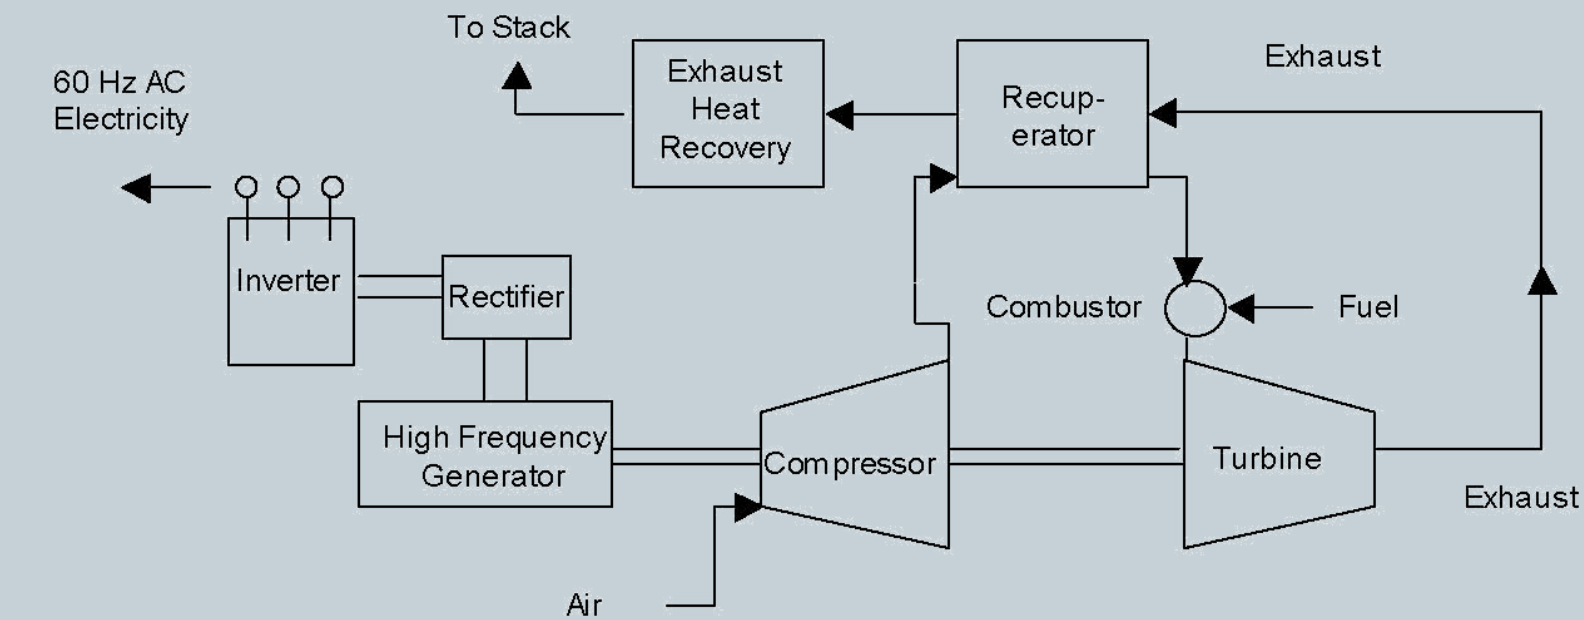 To Stack
60 Hz AC
Electricity
Exhaust
Heat
Recovery
Recup-
erator
Exhaust
Inverter
Rectifier
Combustor
Fuel
High Frequency
Generator
Compressor
Turbine
Exhaust
Air